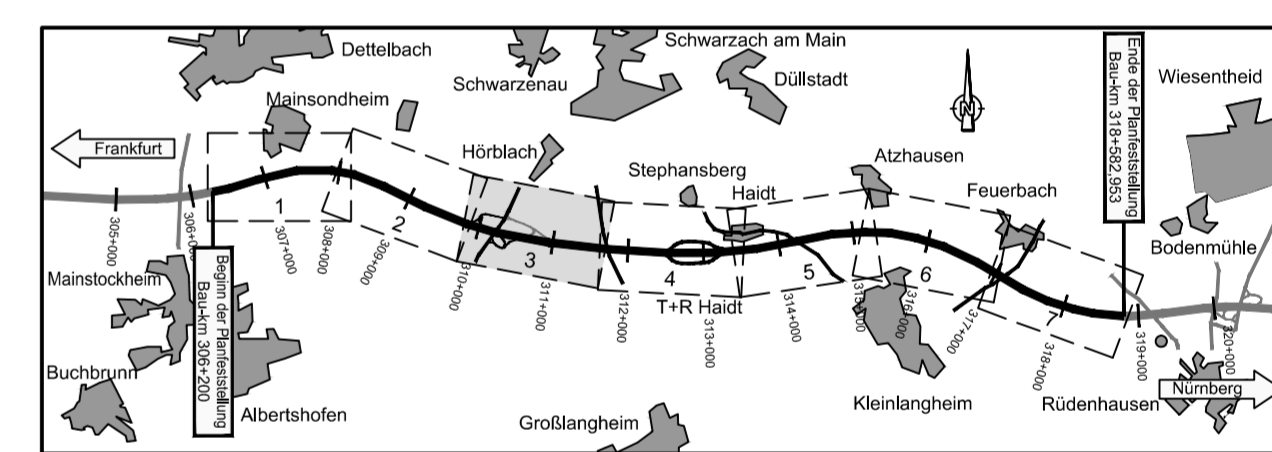 Dettelbach
Schwarzach am Main
Schwarzenau
Düllstadt
Wiesentheid
Mainsondheim
Frankfurt
Hörblach
Stephansberg
Haidt
Atzhausen
Feuerbach
N
Ende der Planfeststellung
Bau-km 318+582,953
Bodenmühle
1
2
3
4
5
6
7
T+R Haidt
305+000
306+0
307+000
308+000
309+000
310+000
311+000
312+000
313+000
314+000
316+000
317+000
318+000
319+000
320+000
Mainstockheim
Beginn der Planfeststellung
Bau-km 306+200
Buchbrunn
Albertshofen
Großlangheim
Kleinlangheim
Rüdenhausen
Nürnberg